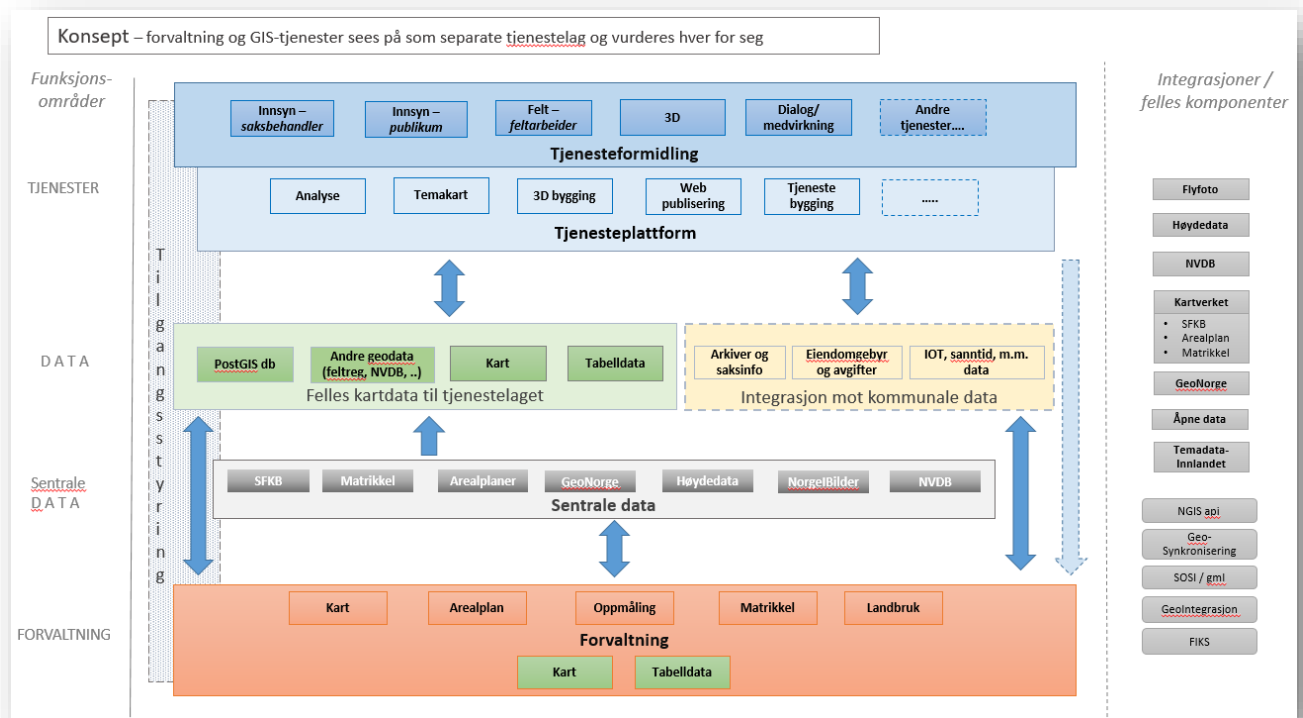 Konsept – forvaltning og GIS-tjenester sees på som separate tjenestelag og vurderes hver for seg
Funksjons-
områder
Integrasjoner /
felles komponenter
Innsyn –
saksbehandler
Innsyn –
publikum
Felt –
feltarbeider
3D
Dialog/
medvirkning
Andre
tjenester....
Tjenesteformidling
TJENESTER
Analyse
Temakart
3D bygging
Web
publisering
Tjeneste
bygging
.....
Tjenesteplattform
Tilgangsstyring
DATA
PostGIS db
Andre geodata
(feltreg, NVDB, ..)
Kart
Tabelldata
Felles kartdata til tjenestelaget
Arkiver og
saksinfo
Eiendomgebyr
og avgifter
IOT, sanntid, m.m.
data
Integrasjon mot kommunale data
Sentrale
DATA
SFKB
Matrikkel
Arealplaner
GeoNorge
Høydedata
NorgeIBilder
NVDB
Sentrale data
FORVALTNING
Kart
Arealplan
Oppmåling
Matrikkel
Landbruk
Forvaltning
Kart
Tabelldata
Flyfoto
Høydedata
NVDB
Kartverket
• SFKB
• Arealplan
• Matrikkel
GeoNorge
Åpne data
Temadata-
Innlandet
NGIS api
Geo-
Synkronisering
SOSI / gml
GeoIntegrasjon
FIKS